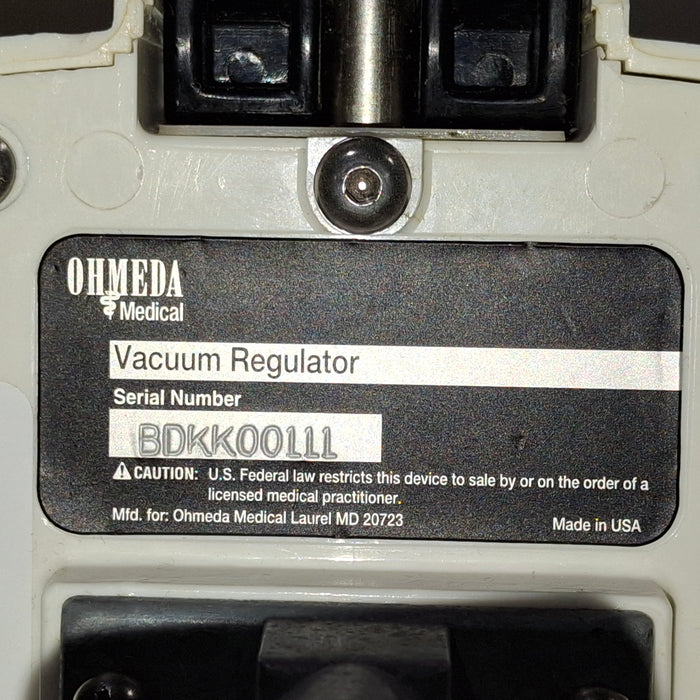 OHMEDA
Medical
Vacuum Regulator
Serial Number
BDKK00111
CAUTION: U.S. Federal law restricts this device to sale by or on the order of a
licensed medical practitioner.
Mfd. for: Ohmeda Medical Laurel MD 20723
Made in USA